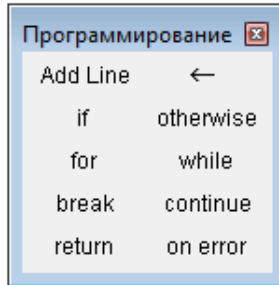 Программирование
Add Line ←
if otherwise
for while
break continue
return on error